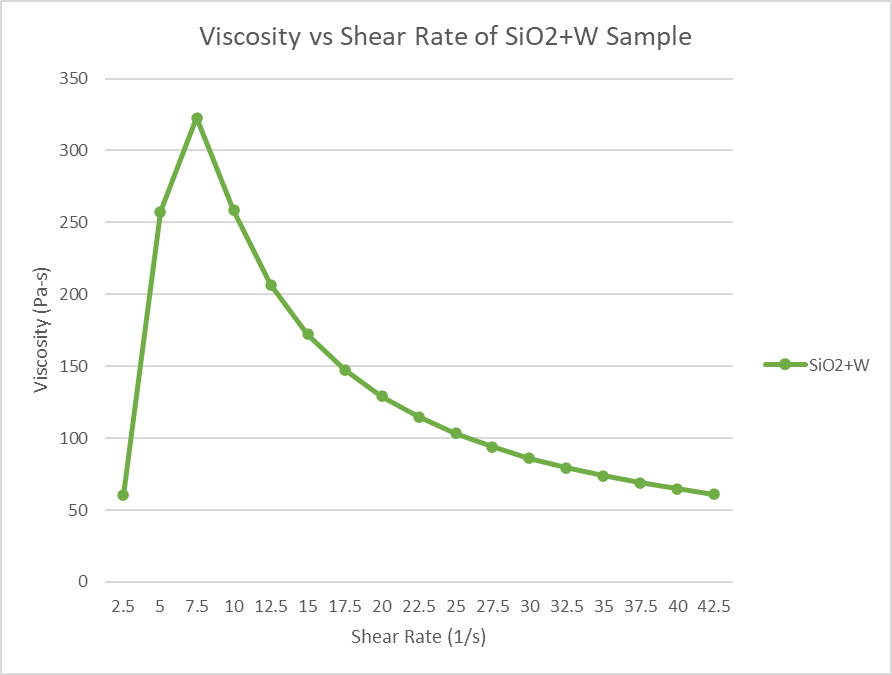 Viscosity vs Shear Rate of SiO2+W Sample
350
300
250
200
150
100
50
0
Viscosity (Pa-s)
2.5 5 7.5 10 12.5 15 17.5 20 22.5 25 27.5 30 32.5 35 37.5 40 42.5
Shear Rate (1/s)
SiO2+W